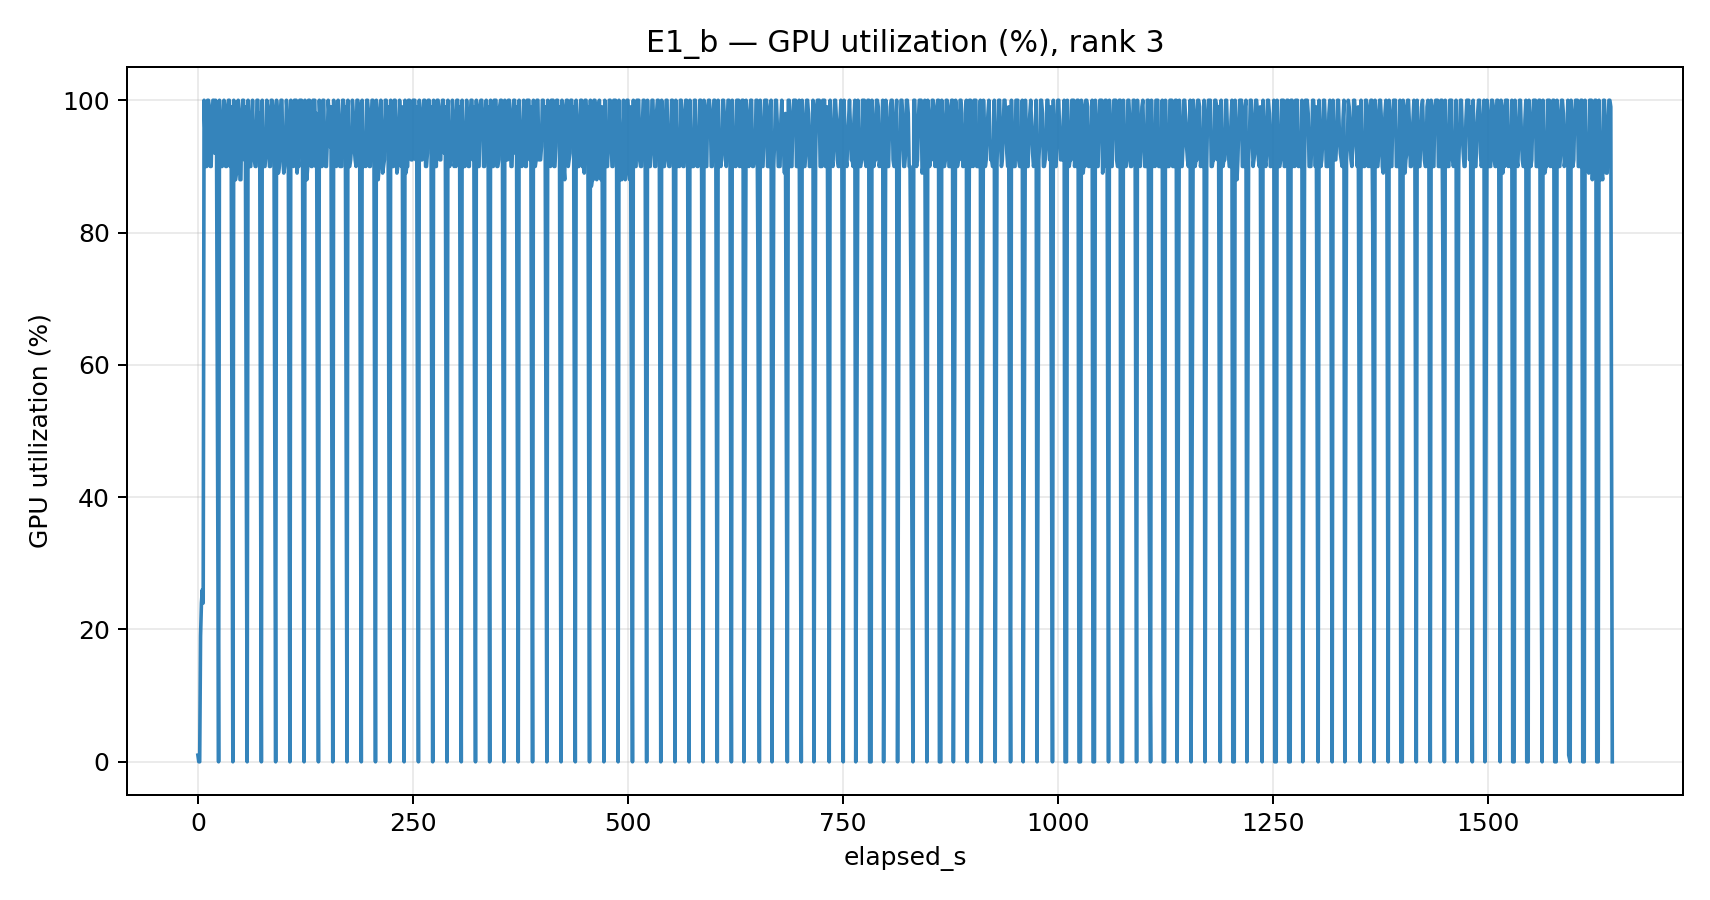 E1_b — GPU utilization (%), rank 3
GPU utilization (%)
100
80
60
40
20
0
0 250 500 750 1000 1250 1500
elapsed_s